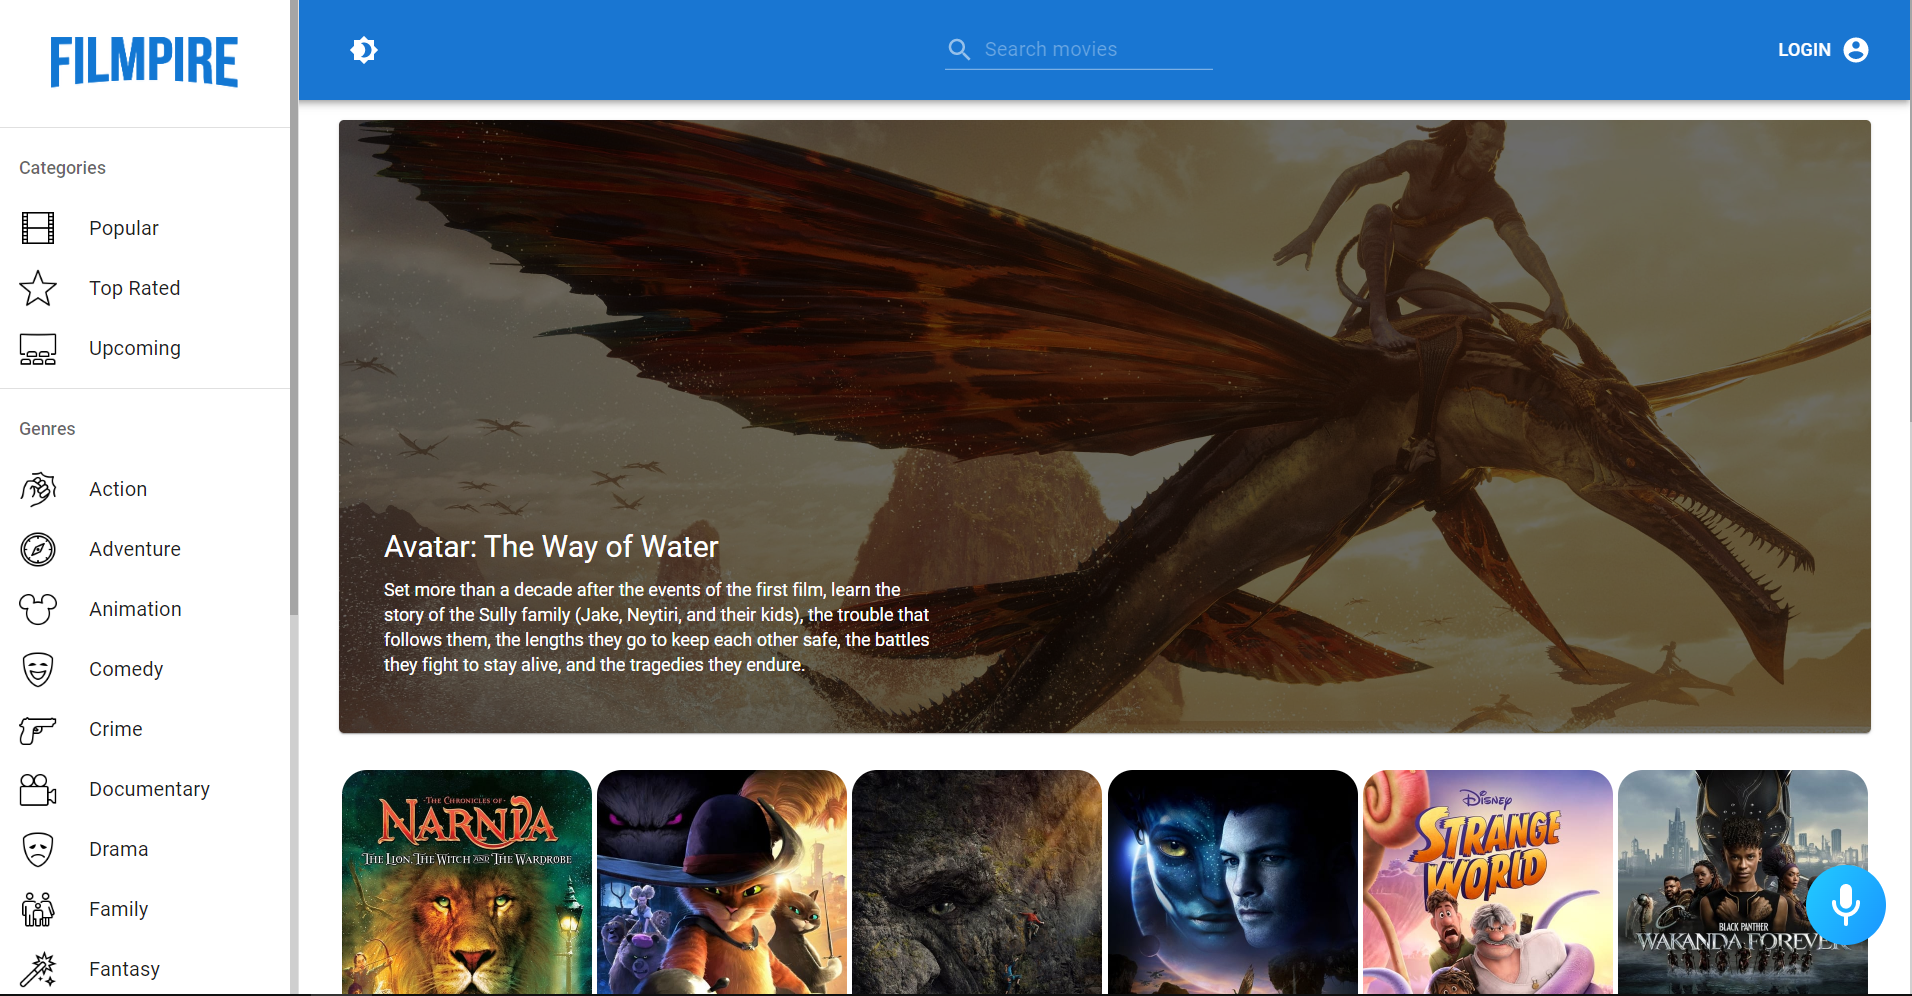 FILMPIRE
Search movies
LOGIN
Categories
Popular
Top Rated
Upcoming
Genres
Action
Adventure
Animation
Comedy
Crime
Documentary
Drama
Family
Fantasy
Avatar: The Way of Water
Set more than a decade after the events of the first film, learn the
story of the Sully family (Jake, Neytiri, and their kids), the trouble that
follows them, the lengths they go to keep each other safe, the battles
they fight to stay alive, and the tragedies they endure.
THE CHRONICLES OF
NARNIA
THE LION, THE WITCH AND THE WARDROBE
DISNEY
STRANGE
WORLD
BLACK PANTHER
WAKANDA FOREVER